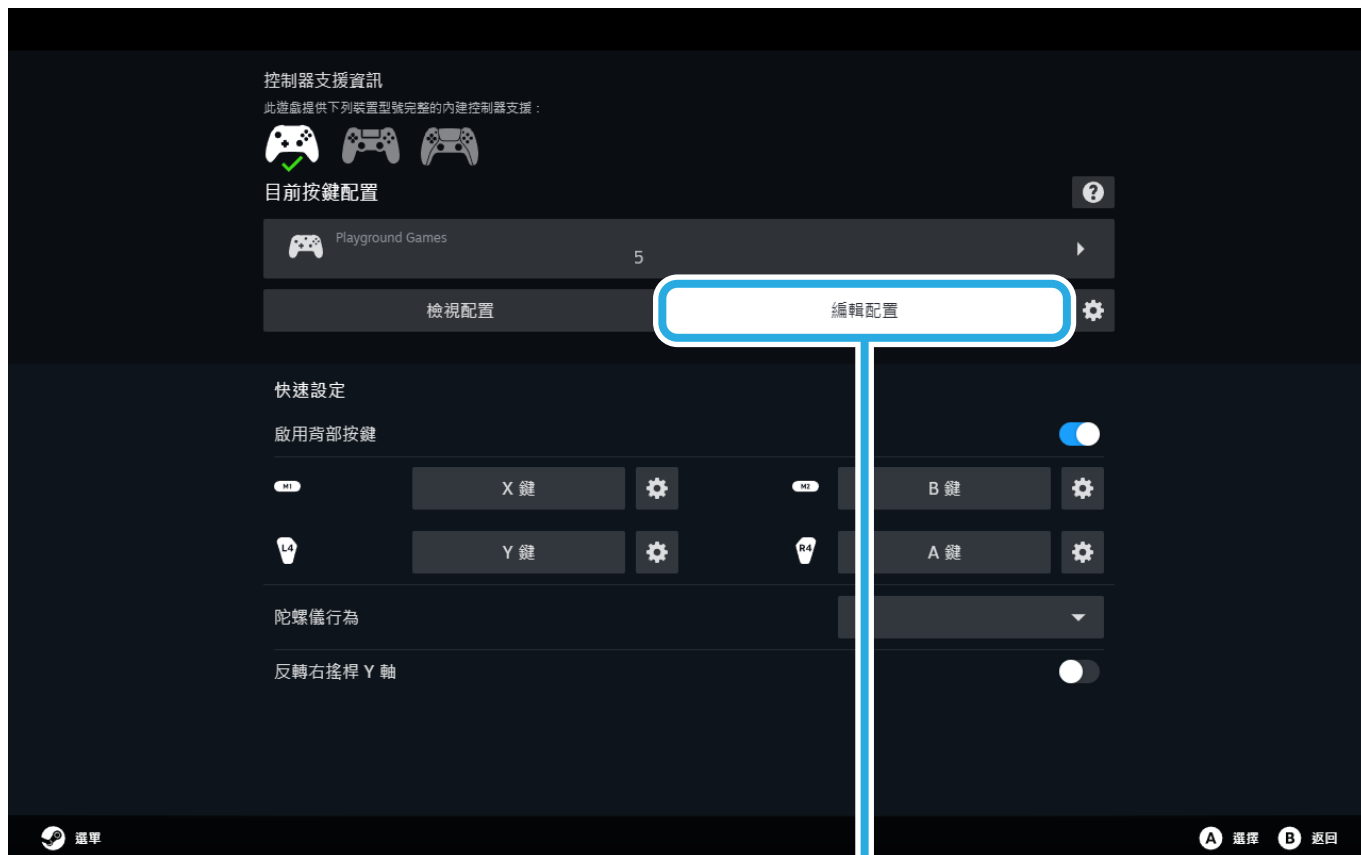 控制器支援資訊
此遊戲提供下列裝置型號完整的內建控制器支援：
目前按鍵配置
?
Playground Games
5
檢視配置
編輯配置
快速設定
啟用背部按鍵
M1 X 鍵 M2 B 鍵
L4 Y 鍵 R4 A 鍵
陀螺儀行為
反轉右搖桿 Y 軸
選單 A 選擇 B 返回